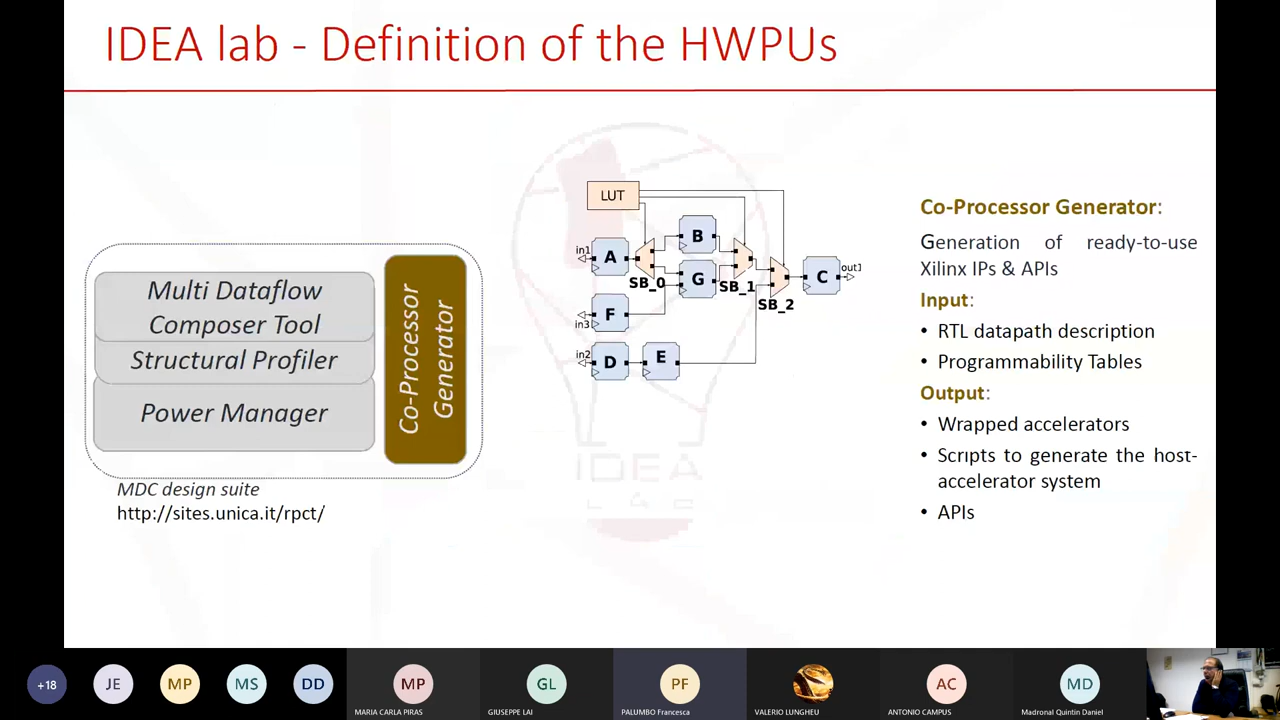 IDEA lab - Definition of the HWPUs
Multi Dataflow
Composer Tool
Structural Profiler
Power Manager
Co-Processor
Generator
MDC design suite
http://sites.unica.it/rpct/
LUT
in1
A
B
G
SB_0
SB_1
SB_2
C
out1
F
in3
in2
D
E
IDEA
LAB
Co-Processor Generator:
Generation of ready-to-use
Xilinx IPs & APIs
Input:
• RTL datapath description
• Programmability Tables
Output:
• Wrapped accelerators
• Scripts to generate the host-
accelerator system
• APIs
+18
JE
MP
MS
DD
MP
MARIA CARLA PIRAS
GL
GIUSEPPE LAI
PF
PALUMBO Francesca
VALERIO LUNGHEU
AC
ANTONIO CAMPUS
MD
Madronal Quintin Daniel